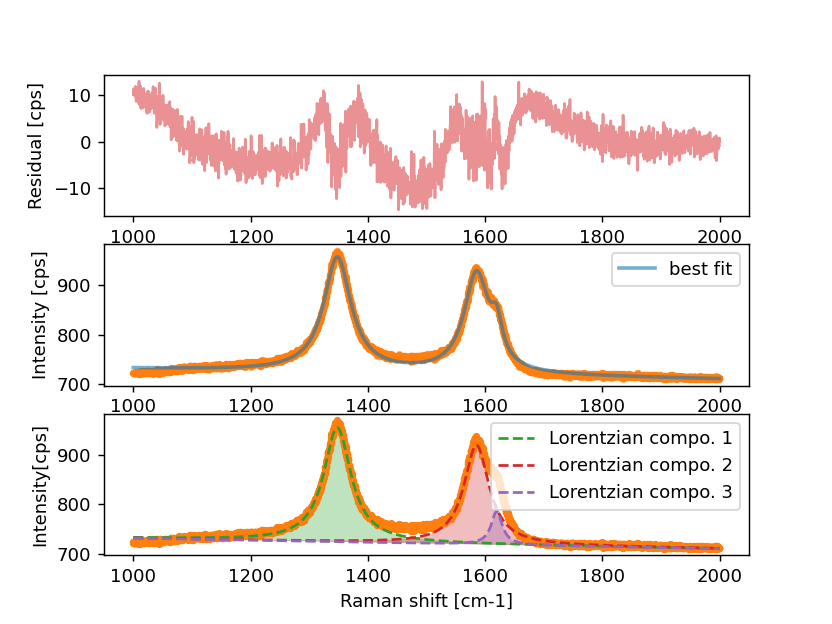 Residual [cps]
10
0
−10
1000 1200 1400 1600 1800 2000
Intensity [cps]
900
800
700
best fit
1000 1200 1400 1600 1800 2000
Intensity[cps]
900
800
700
Lorentzian compo. 1
Lorentzian compo. 2
Lorentzian compo. 3
1000 1200 1400 1600 1800 2000
Raman shift [cm-1]